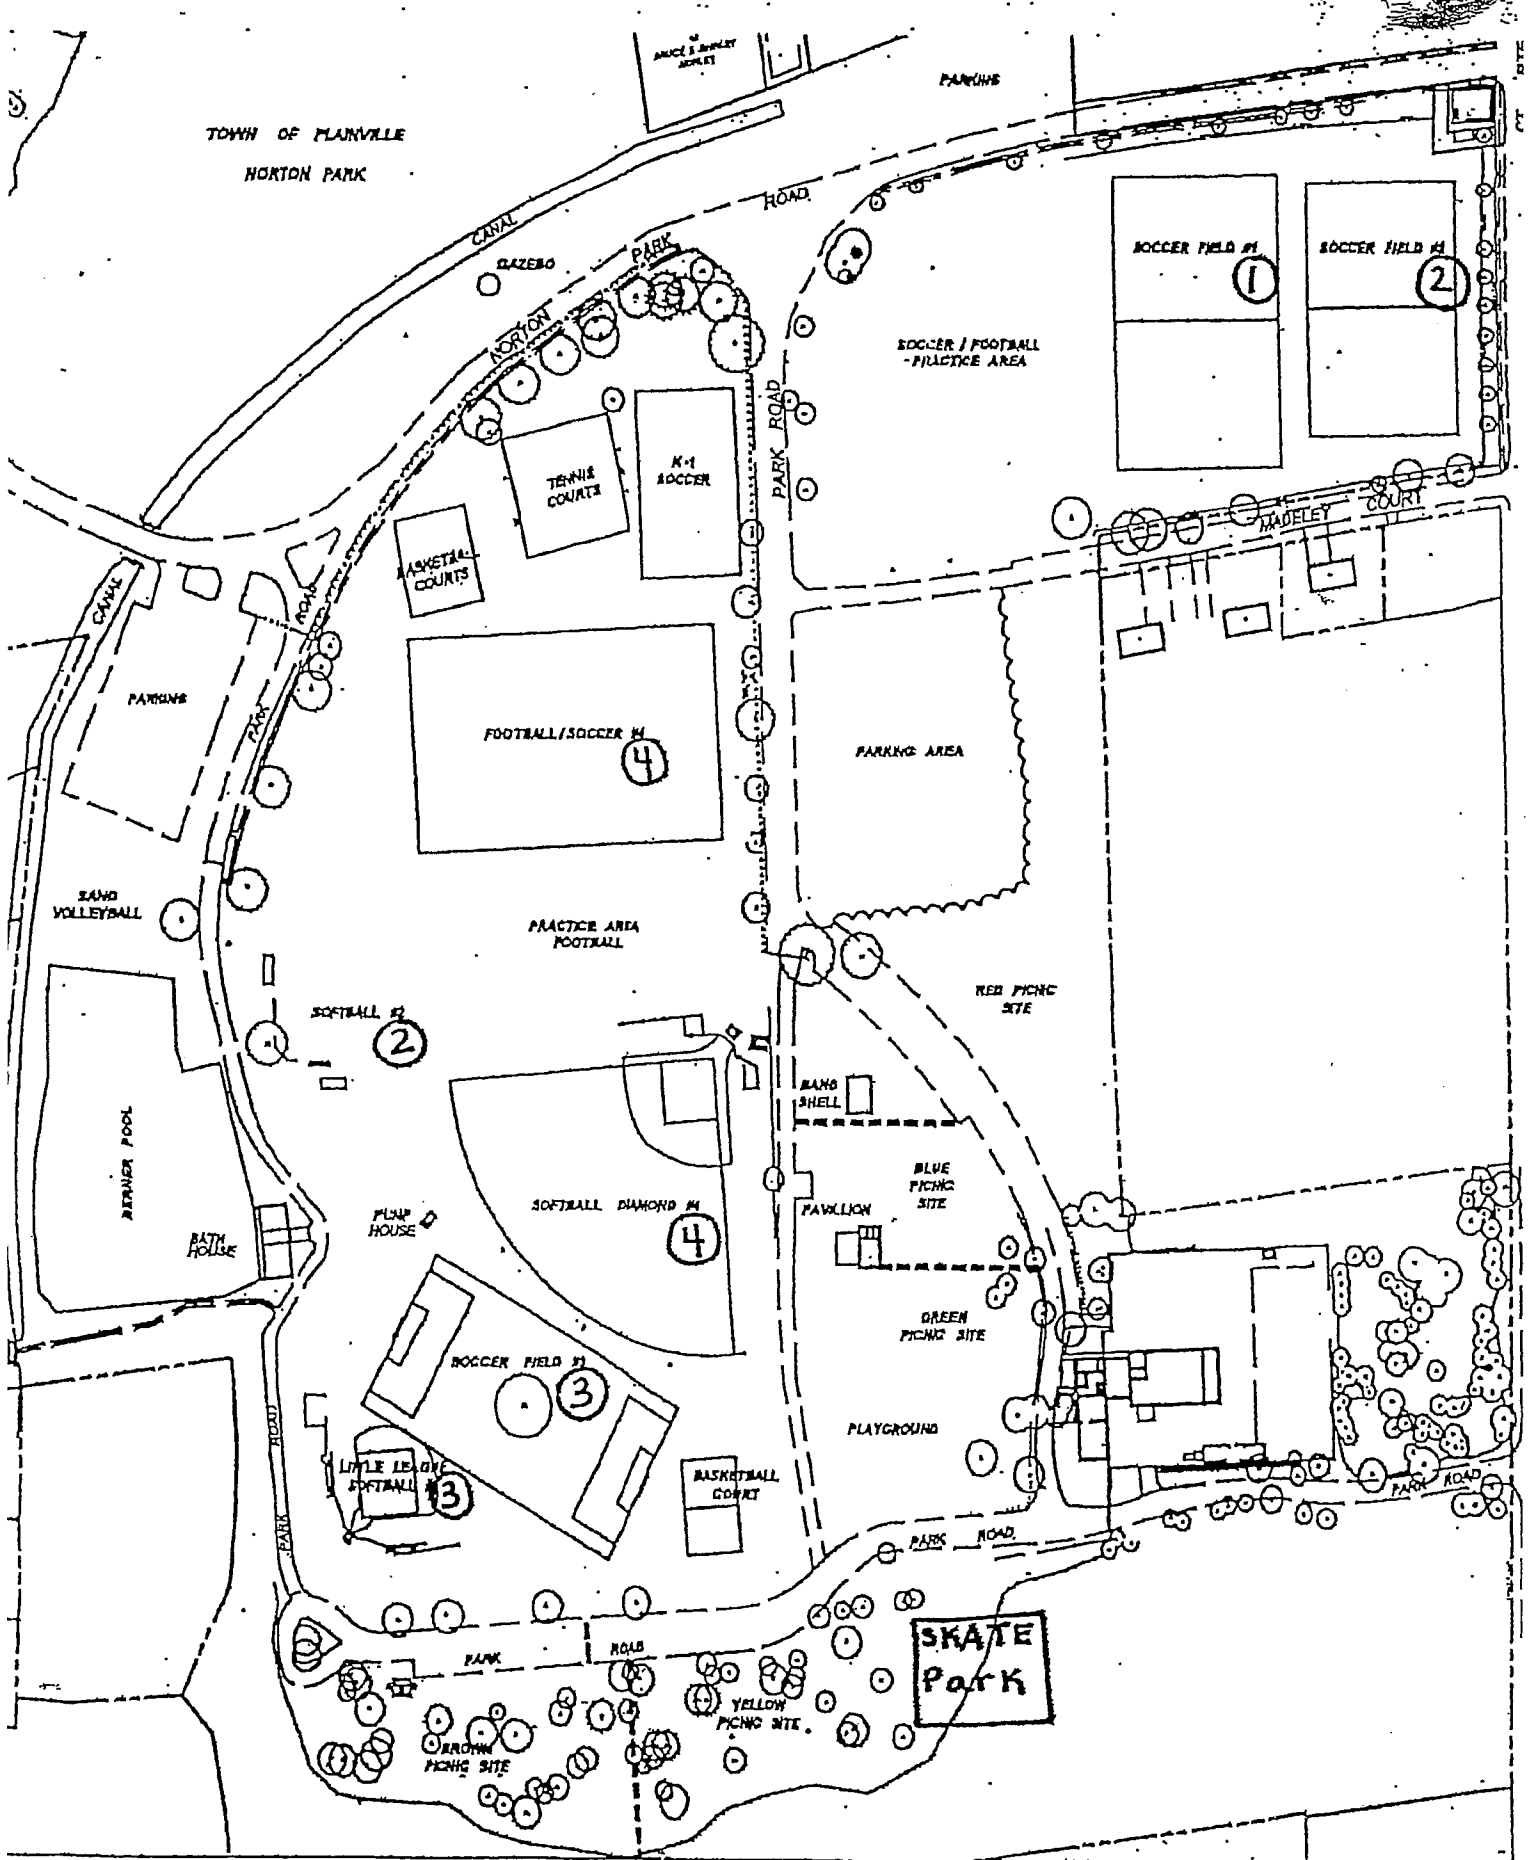 PARKING
TOWN OF PLAINVILLE
NORTON PARK
ROAD
CANAL
PARK
GAZEBO
NORTON
SOCCER FIELD #1
1
SOCCER FIELD
2
SOCCER / FOOTBALL
PRACTICE AREA
PARK ROAD
K-1
SOCCER
TENNIS
COURTS
MADELEY COURT
BASKETBALL
COURTS
CANAL
ROAD
PARKING
PARK
FOOTBALL/SOCCER #4
4
PARKING AREA
SAND
VOLLEYBALL
PRACTICE AREA
FOOTBALL
RED PICNIC
SITE
SOFTBALL #2
2
BAND
SHELL
BERNER POOL
BLUE
PICNIC
SITE
SOFTBALL DIAMOND #4
4
PAVILLION
PUMP
HOUSE
BATH
HOUSE
GREEN
PICNIC SITE
SOCCER FIELD
3
PLAYGROUND
ROAD
PARK
LITTLE LEAGUE
SOFTBALL
3
BASKETBALL
COURT
PARK ROAD
PARK ROAD
SKATE
Park
PARK ROAD
YELLOW
PICNIC SITE
BROWN
PICNIC SITE